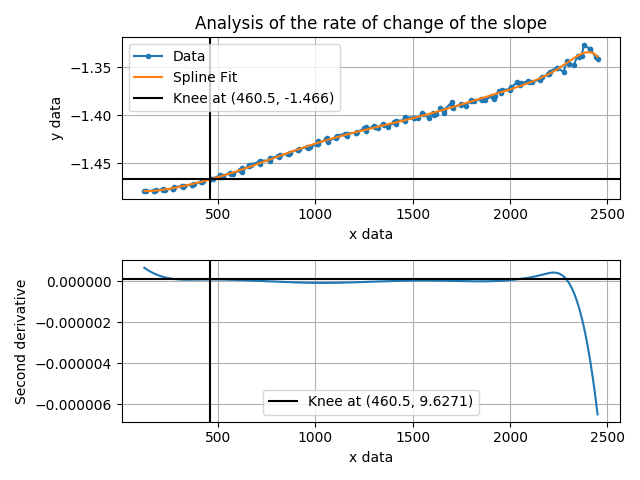 Analysis of the rate of change of the slope
Data
Spline Fit
Knee at (460.5, -1.466)
y data
−1.35
−1.40
−1.45
500 1000 1500 2000 2500
x data
Second derivative
0.000000
−0.000002
−0.000004
−0.000006
Knee at (460.5, 9.6271)
500 1000 1500 2000 2500
x data